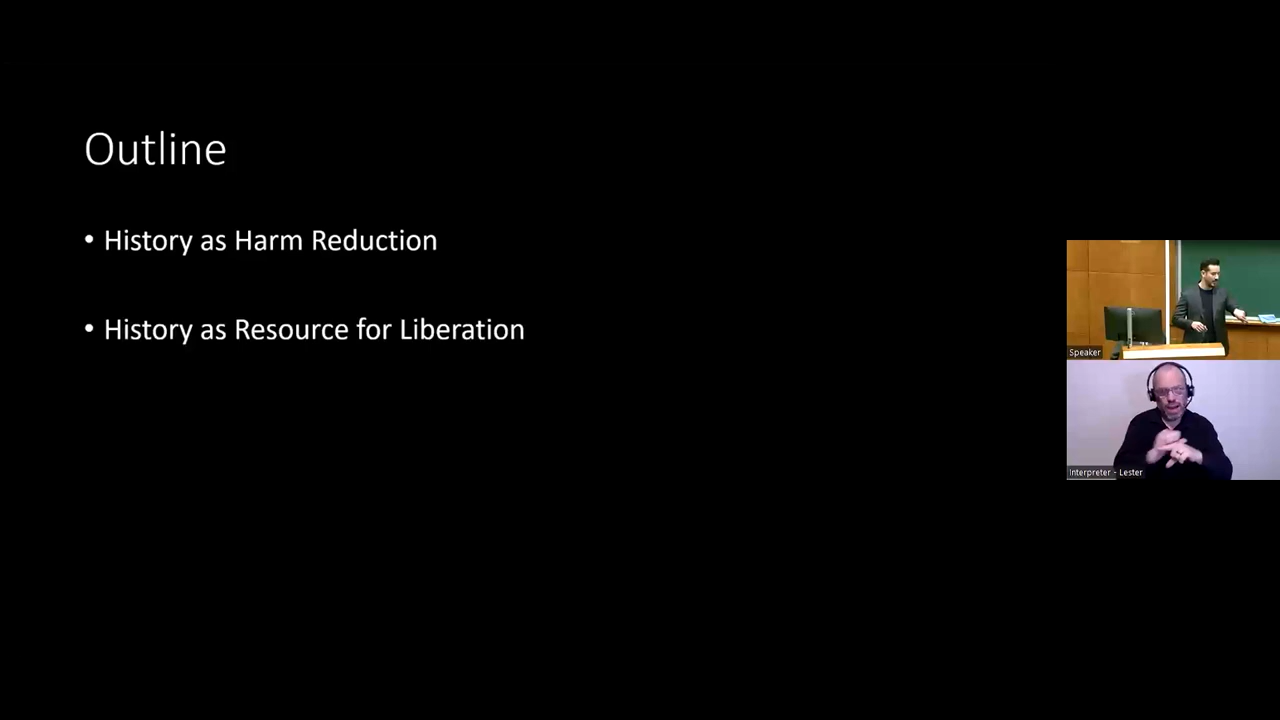 Outline
• History as Harm Reduction
• History as Resource for Liberation
Speaker
Interpreter - Lester